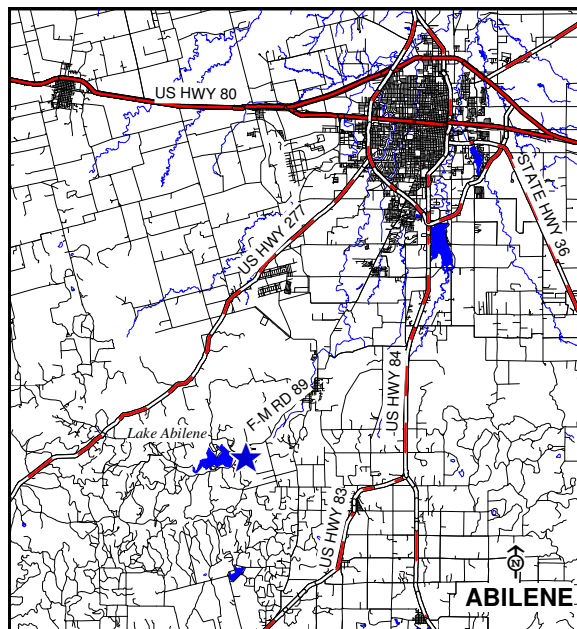 US HWY 80
STATE HWY 36
US HWY 277
US HWY 84
F-M RD 89
Lake Abilene
US HWY 83
N
ABILENE